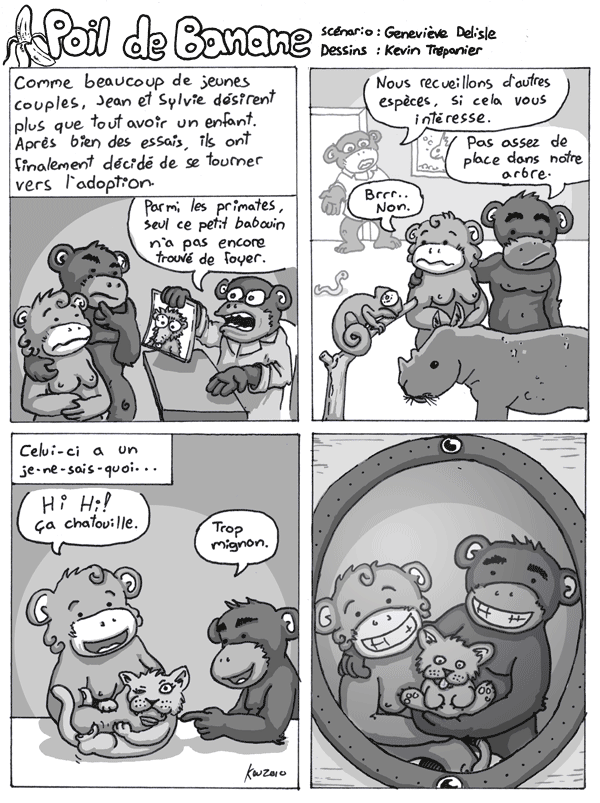 Poil de Banane
scénario : Geneviève Delisle
Dessins : Kevin Trépanier
Comme beaucoup de jeunes
couples, Jean et Sylvie désirent
plus que tout avoir un enfant.
Après bien des essais, ils ont
finalement décidé de se tourner
vers l'adoption.
Parmi les primates,
seul ce petit babouin
n'a pas encore
trouvé de foyer.
Nous recueillons d'autres
espèces, si cela vous
intéresse.
Pas assez de
place dans notre
arbre.
Brrr..
Non.
Celui-ci a un
je-ne-sais-quoi...
Hi Hi!
ça chatouille.
Trop
mignon.
Kev2010